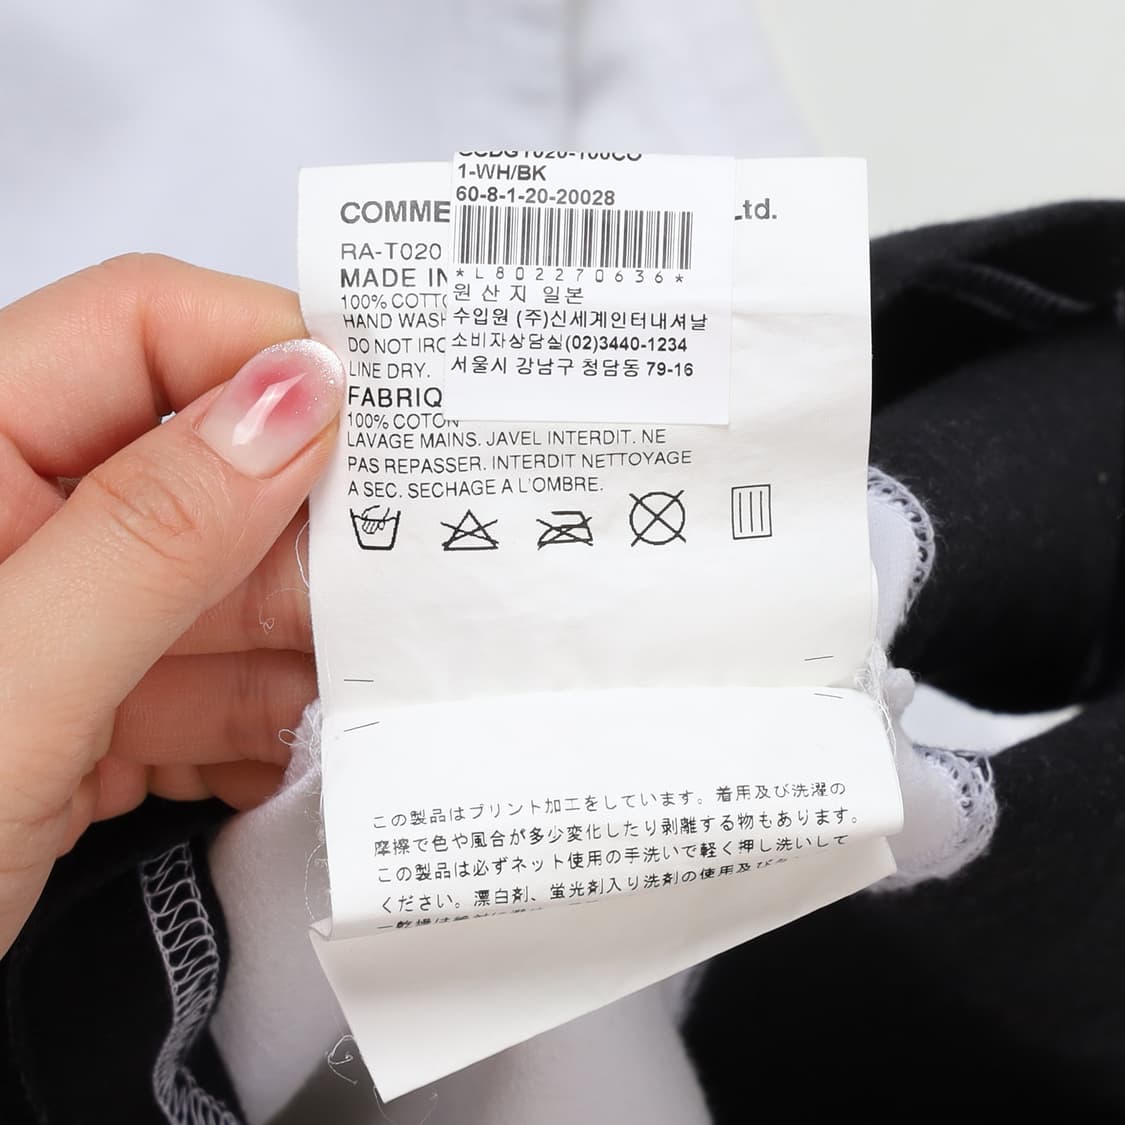 1-WH/BK
60-8-1-20-20028
COMME Ltd.
*L802270636*
RA-T020
MADE IN
원산지 일본
100% COTTO
수입원 (주)신세계인터내셔날
HAND WASH
소비자상담실(02)3440-1234
DO NOT IRO
서울시 강남구 청담동 79-16
LINE DRY.
FABRIQ
100% COTON
LAVAGE MAINS. JAVEL INTERDIT. NE
PAS REPASSER. INTERDIT NETTOYAGE
A SEC. SECHAGE A L'OMBRE.
この製品はプリント加工をしています。着用及び洗濯の
摩擦で色や風合が多少変化したり剥離する物もあります。
この製品は必ずネット使用の手洗いで軽く押し洗いして
ください。漂白剤、蛍光剤入り洗剤の使用及び